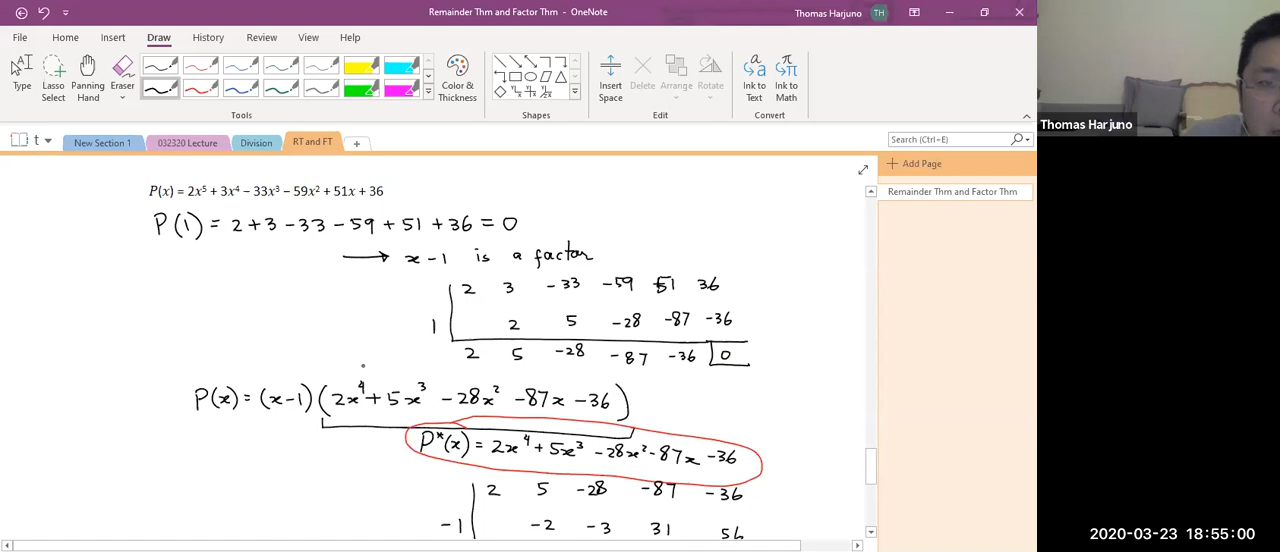 Remainder Thm and Factor Thm - OneNote
Thomas Harjuno TH
File Home Insert Draw History Review View Help
Type Lasso Select Panning Hand Eraser Color & Thickness Insert Space Delete Arrange Rotate Ink to Text Ink to Math
Tools Shapes Edit Convert
Thomas Harjuno
t New Section 1 032320 Lecture Division RT and FT + Search (Ctrl+E)
Add Page
Remainder Thm and Factor Thm
P(x) = 2x⁵ + 3x⁴ − 33x³ − 59x² + 51x + 36
P(1) = 2 + 3 - 33 - 59 + 51 + 36 = 0
→ x - 1 is a factor
2 3 -33 -59 51 36
1 2 5 -28 -87 -36
2 5 -28 -87 -36 0
P(x) = (x-1)(2x⁴ + 5x³ - 28x² - 87x - 36)
P*(x) = 2x⁴ + 5x³ - 28x² - 87x - 36
2 5 -28 -87 -36
-1 -2 -3 31 56
2020-03-23 18:55:00